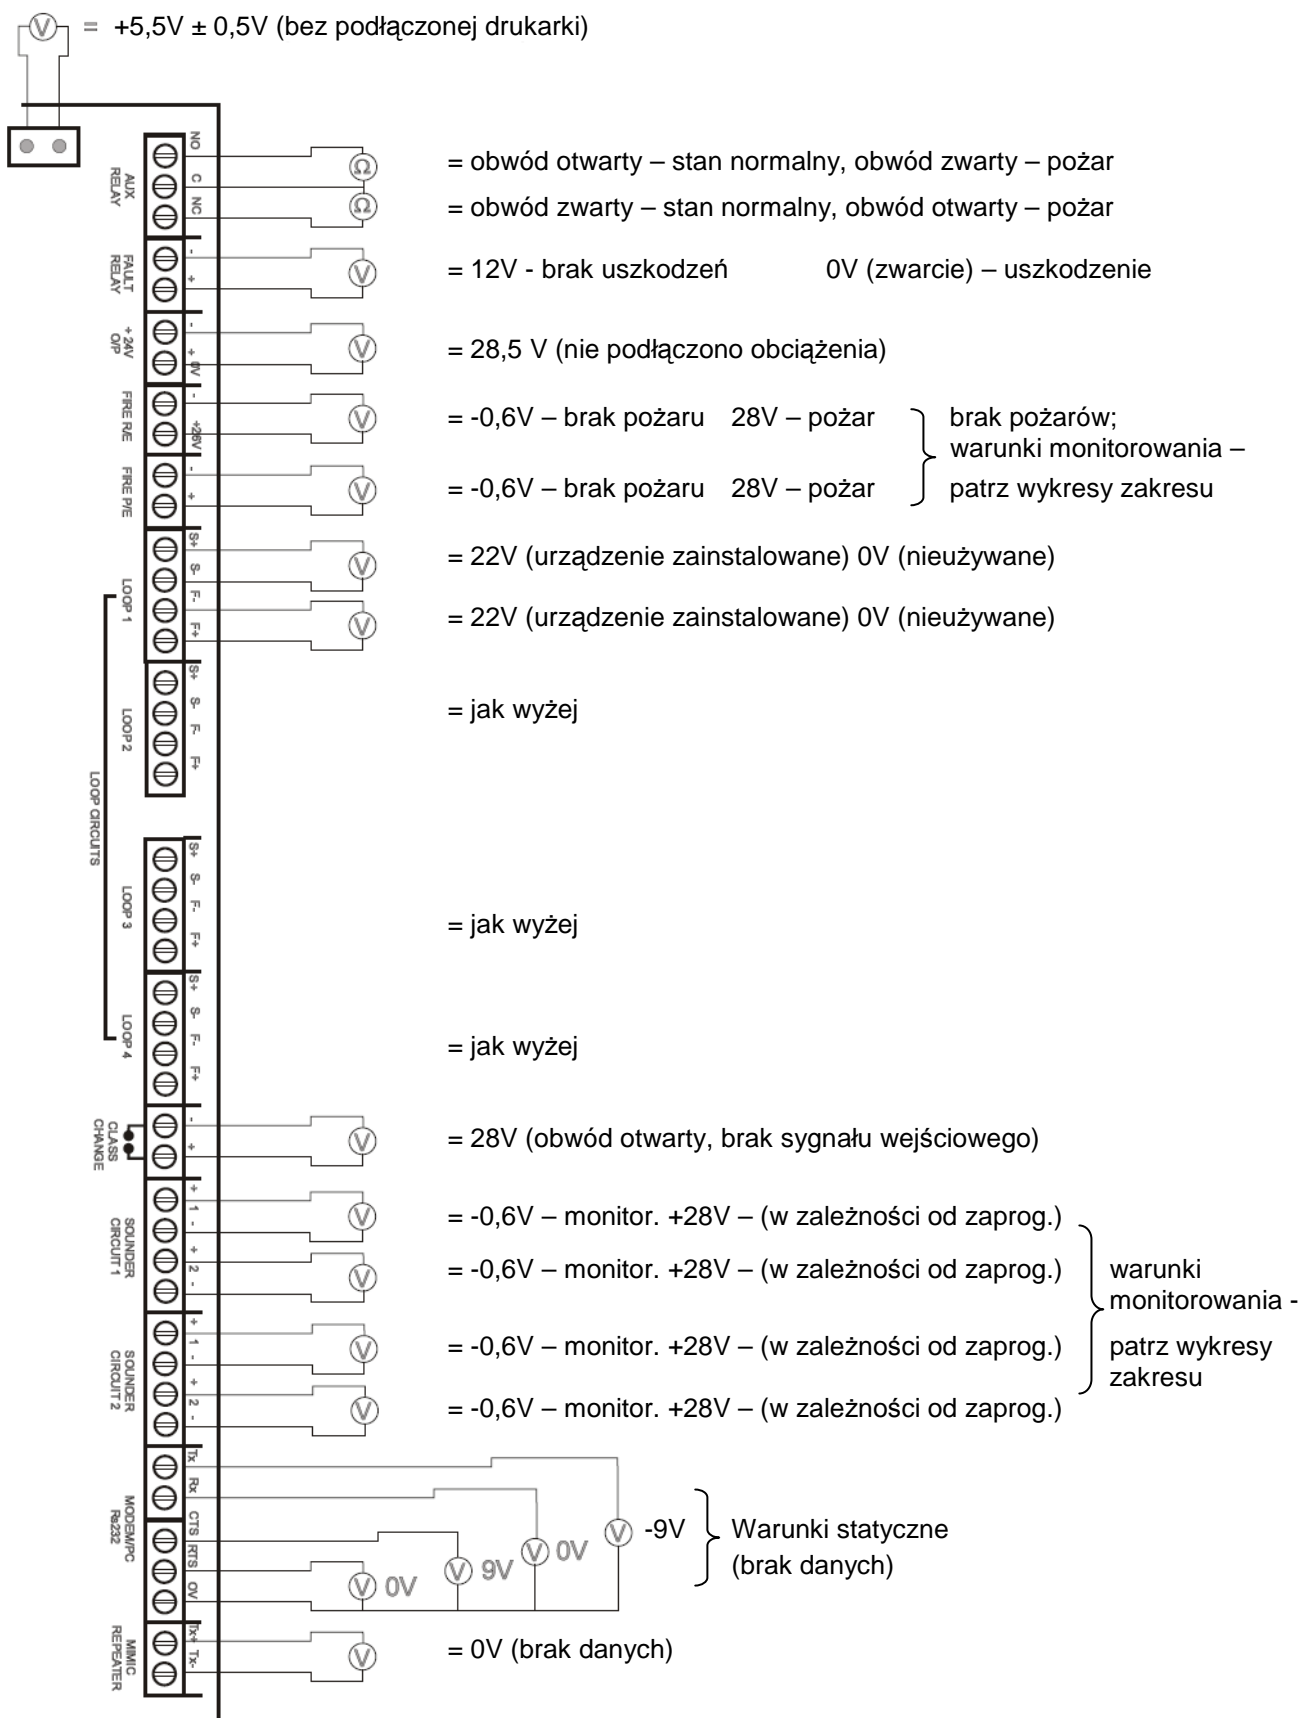 V = +5,5V ± 0,5V (bez podłączonej drukarki)
AUX
RELAY
NO
C
NC
Ω
= obwód otwarty – stan normalny, obwód zwarty – pożar
Ω
= obwód zwarty – stan normalny, obwód otwarty – pożar
FAULT
RELAY
-
+
V
= 12V - brak uszkodzeń 0V (zwarcie) – uszkodzenie
+ 24V
O/P
-
+ 0V
V
= 28,5 V (nie podłączono obciążenia)
FIRE R/E
-
+26V
V
= -0,6V – brak pożaru 28V – pożar
FIRE P/E
-
+
V
= -0,6V – brak pożaru 28V – pożar
brak pożarów;
warunki monitorowania –
patrz wykresy zakresu
LOOP CIRCUITS
LOOP 1
S+
S-
F-
F+
V
= 22V (urządzenie zainstalowane) 0V (nieużywane)
V
= 22V (urządzenie zainstalowane) 0V (nieużywane)
LOOP 2
S+
S-
F-
F+
= jak wyżej
LOOP 3
S+
S-
F-
F+
= jak wyżej
LOOP 4
S+
S-
F-
F+
= jak wyżej
CLASS
CHANGE
-
+
V
= 28V (obwód otwarty, brak sygnału wejściowego)
SOUNDER
CIRCUIT 1
+ 1 -
V
= -0,6V – monitor. +28V – (w zależności od zaprog.)
+ 2 -
V
= -0,6V – monitor. +28V – (w zależności od zaprog.)
SOUNDER
CIRCUIT 2
+ 1 -
V
= -0,6V – monitor. +28V – (w zależności od zaprog.)
+ 2 -
V
= -0,6V – monitor. +28V – (w zależności od zaprog.)
warunki
monitorowania -
patrz wykresy
zakresu
MODEM/PC
Rs232
Tx
Rx
CTS
RTS
OV
V 0V
V 9V
V 0V
V -9V
Warunki statyczne
(brak danych)
MIMIC
REPEATER
Tx+
Tx-
V
= 0V (brak danych)